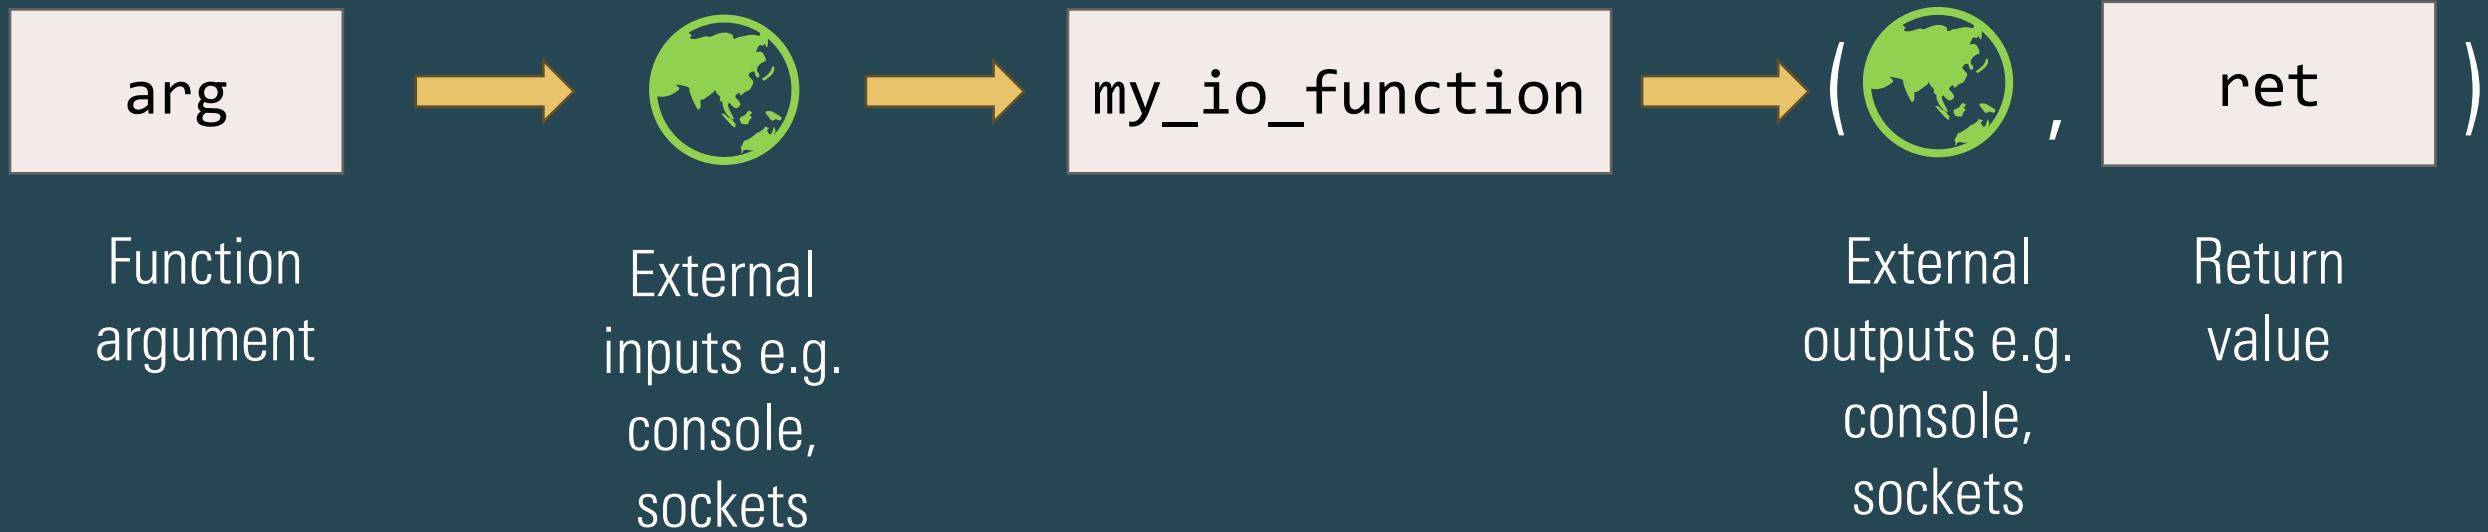 arg
my_io_function
( , ret )
Function
argument
External
inputs e.g.
console,
sockets
External
outputs e.g.
console,
sockets
Return
value